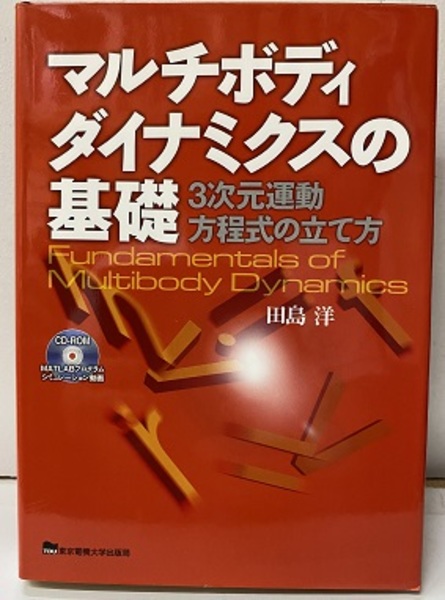 マルチボディ
ダイナミクスの
基礎
3次元運動
方程式の立て方
Fundamentals of
Multibody Dynamics
田島 洋
CD-ROM
MATLABプログラム
シミュレーション動画
TDU 東京電機大学出版局